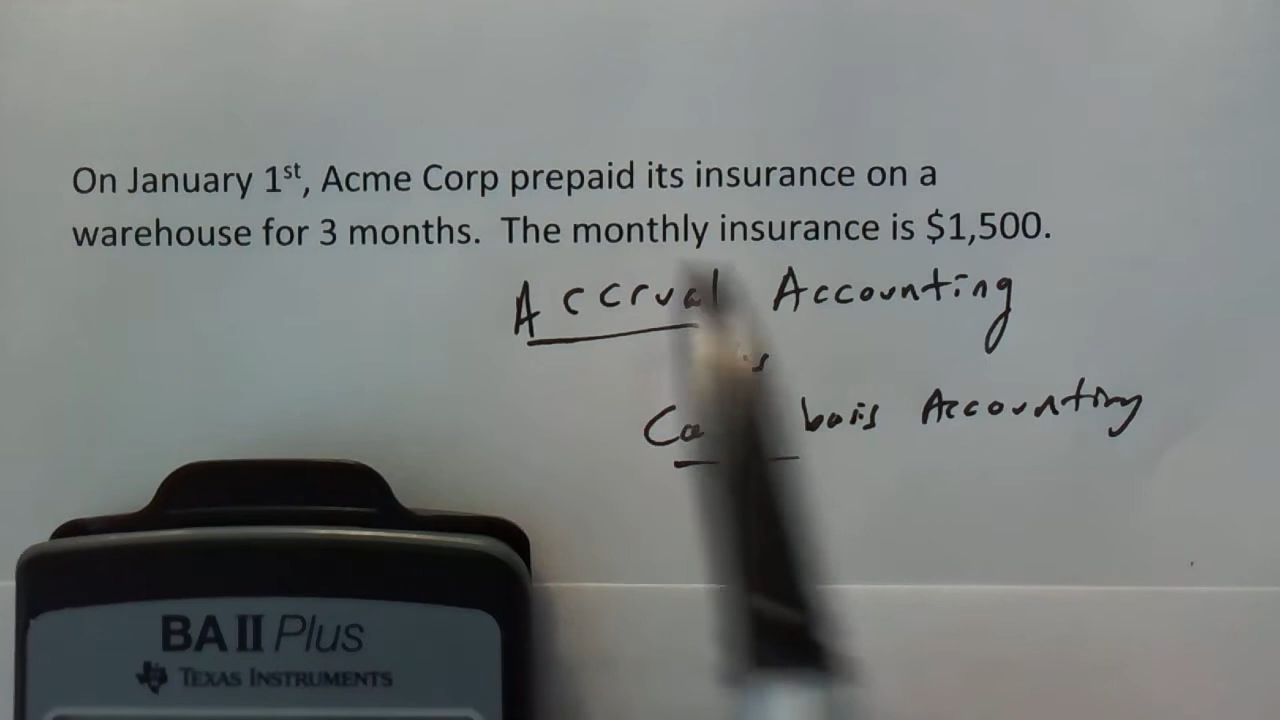 On January 1st, Acme Corp prepaid its insurance on a
warehouse for 3 months. The monthly insurance is $1,500.
Accrual Accounting
bais Accounting
BA II Plus
TEXAS INSTRUMENTS